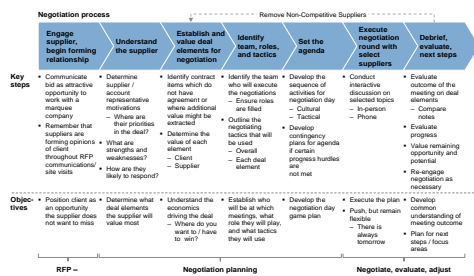 Negotiation process
Remove Non-Competitive Suppliers
Engage
supplier,
begin forming
relationship
Understand
the supplier
Establish and
value deal elements
for negotiation
Identify
team, roles,
and tactics
Set the
agenda
Execute
negotiation
round with
select
suppliers
Debrief,
evaluate,
next steps
Key
steps
• Communicate
bid as attractive
opportunity to work
with a marquee
company
• Remember that
suppliers are
forming opinions
of client
throughout RFP
communications/
site visits
• Determine
supplier /
account
representative
motivations
– Where are
their priorities
in the deal?
• What are
strengths and
weaknesses?
• How are they
likely to respond?
• Identify contract
items which do
not have
agreement or
where additional
value might be
extracted
• Determine the
value of each
element
– Client
– Supplier
• Identify the team
who will execute
the negotiations
– Ensure roles
are filled
• Outline the
negotiating
tactics that will
be used
– Overall
– Each deal
element
• Develop the
sequence of
activities for
negotiation day
– Cultural
– Tactical
• Develop
contingency
plans for agenda
if certain
progress hurdles
are
not met
• Conduct
interactive
discussion on
selected topics
– In-person
– Phone
• Evaluate
outcome of the
meeting on deal
elements
– Compare
notes
• Evaluate
progress
• Value remaining
opportunity and
potential
• Re-engage
negotiation as
necessary
Objec-
tives
• Position client as
an opportunity
the supplier does
not want to miss
• Determine what
deal elements
the supplier will
value most
• Understand the
economics
driving the deal
– Where do you
want to / have
to win?
• Establish who
will be at
meetings, what
role they will
play, and what
tactics they
will use
• Develop the
negotiation day
game plan
• Execute the plan
• Push, but remain
flexible
– There is
always
tomorrow
• Develop
common
understanding
of meeting
outcome
• Plan for next
steps / focus
areas
RFP –
Negotiation planning
Negotiate, evaluate, adjust